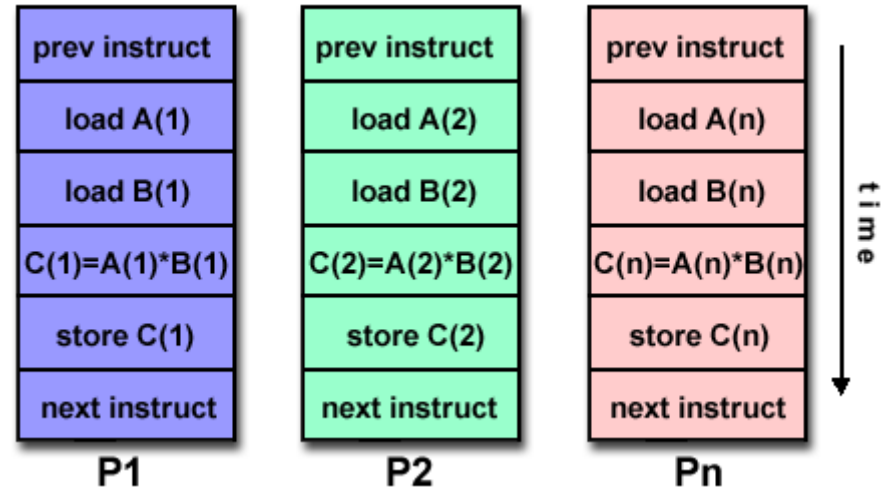 prev instruct
load A(1)
load B(1)
C(1)=A(1)*B(1)
store C(1)
next instruct
P1
prev instruct
load A(2)
load B(2)
C(2)=A(2)*B(2)
store C(2)
next instruct
P2
prev instruct
load A(n)
load B(n)
C(n)=A(n)*B(n)
store C(n)
next instruct
Pn
time